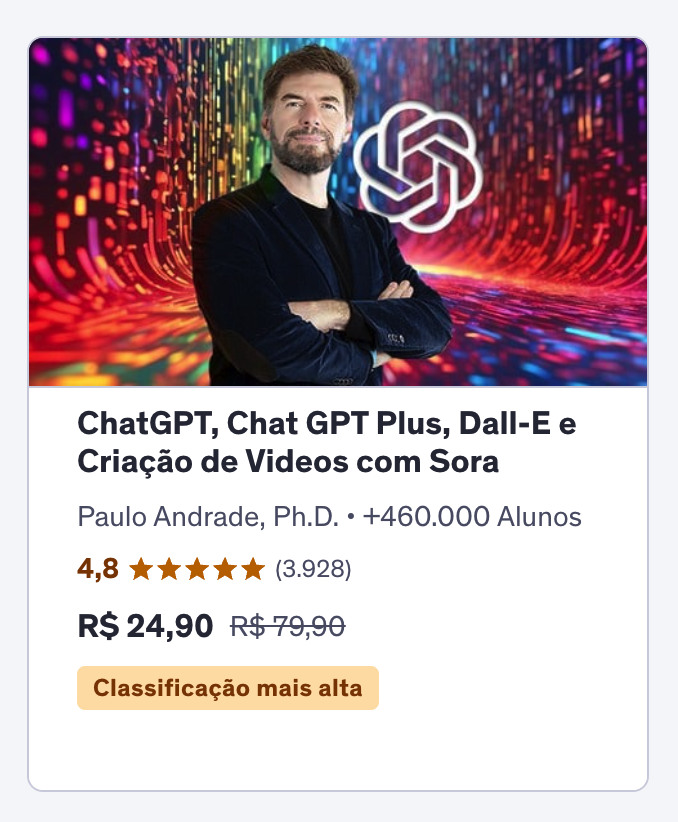 ChatGPT, Chat GPT Plus, Dall-E e
Criação de Videos com Sora
Paulo Andrade, Ph.D. • +460.000 Alunos
4,8 ★★★★★ (3.928)
R$ 24,90 R$ 79,90
Classificação mais alta